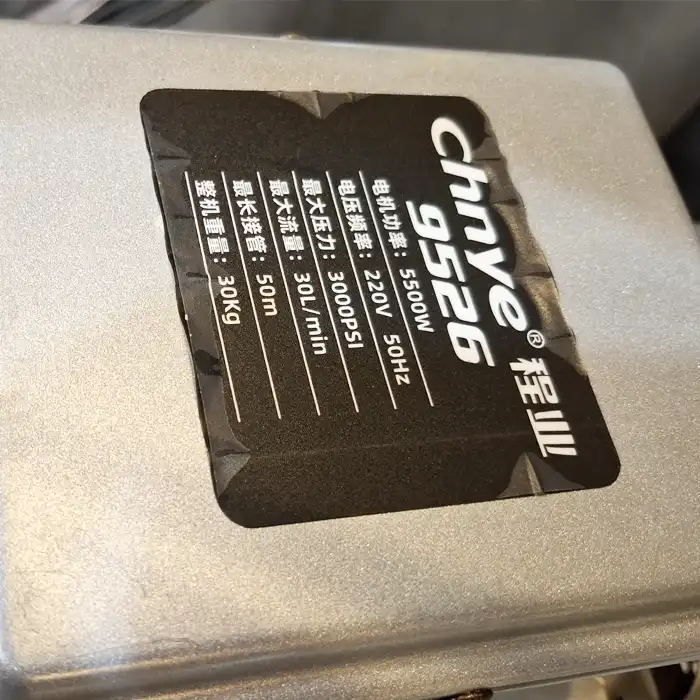 chnye® 程业
9526
电机功率：5500W
电压频率：220V 50Hz
最大压力：3000PSI
最大流量：30L/min
最长接管：50m
整机重量：30Kg